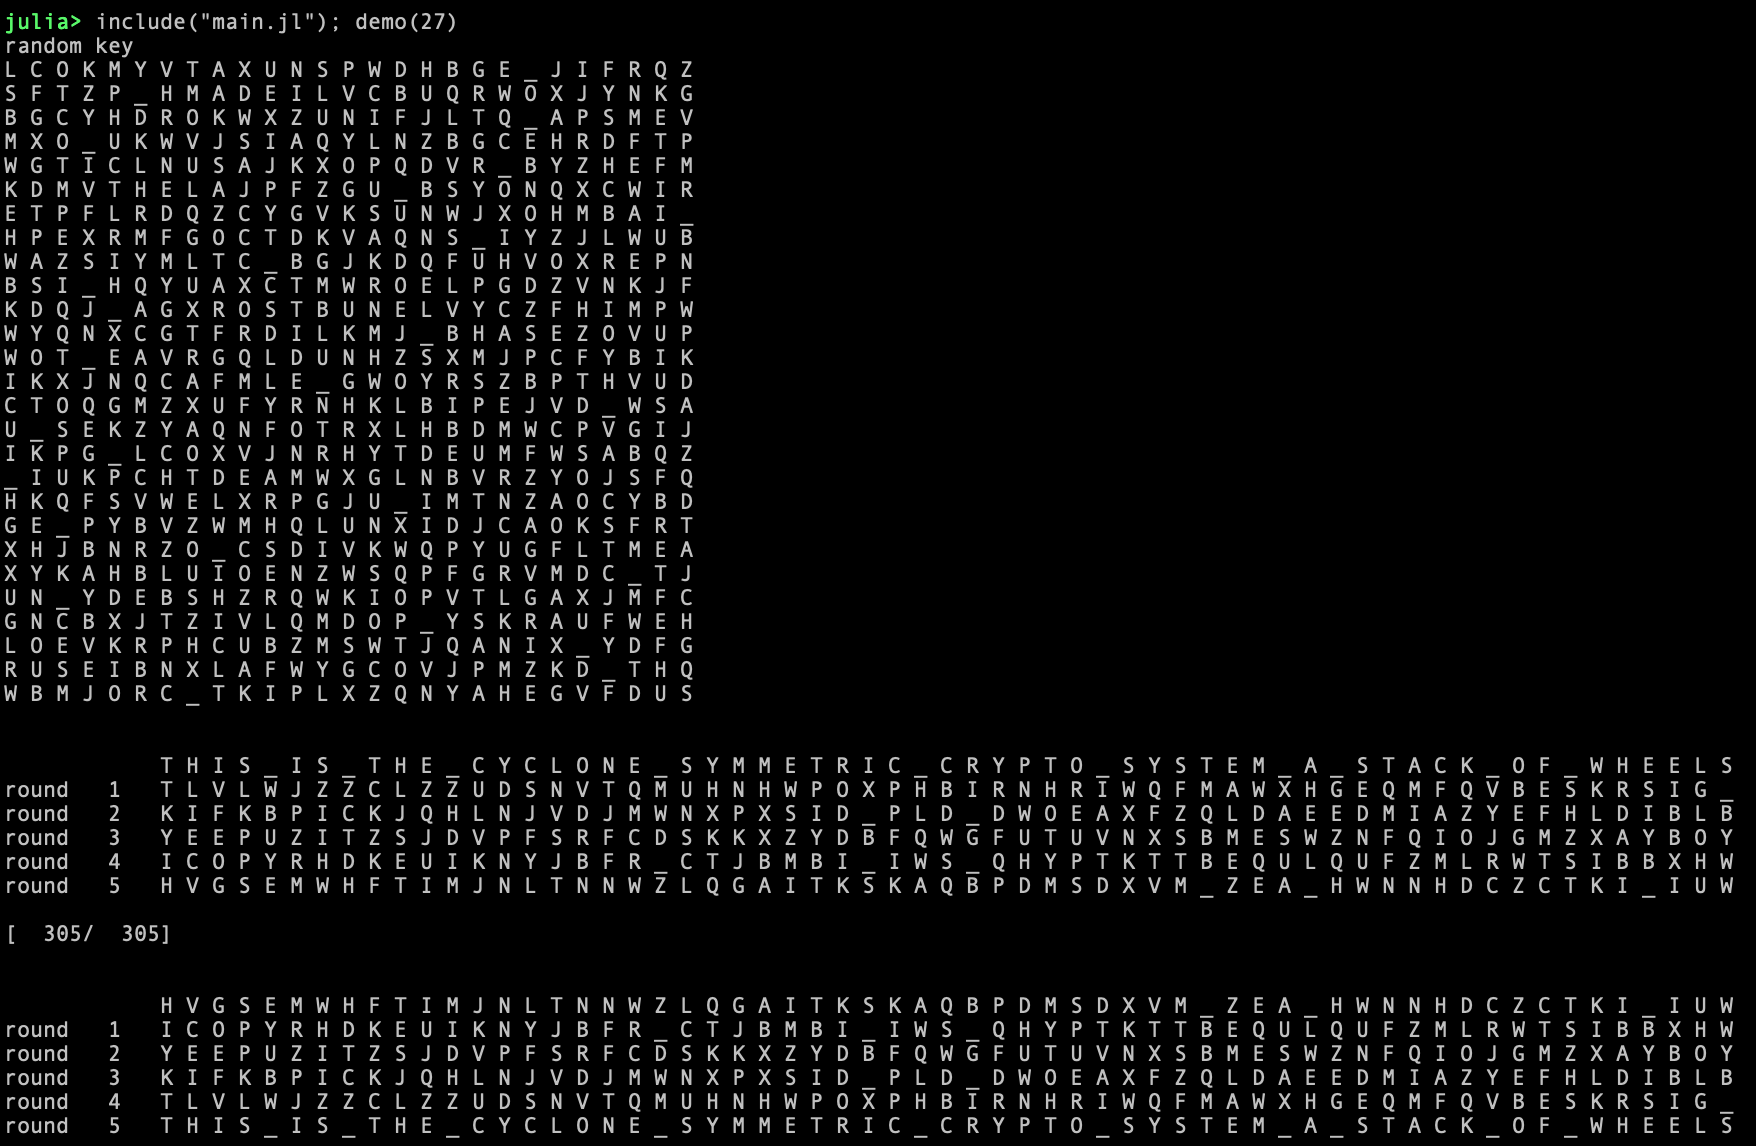 julia> include("main.jl"); demo(27)
random key
L C O K M Y V T A X U N S P W D H B G E _ J I F R Q Z
S F T Z P _ H M A D E I L V C B U Q R W O X J Y N K G
B G C Y H D R O K W X Z U N I F J L T Q _ A P S M E V
M X O _ U K W V J S I A Q Y L N Z B G C E H R D F T P
W G T I C L N U S A J K X O P Q D V R _ B Y Z H E F M
K D M V T H E L A J P F Z G U _ B S Y O N Q X C W I R
E T P F L R D Q Z C Y G V K S U N W J X O H M B A I _
H P E X R M F G O C T D K V A Q N S _ I Y Z J L W U B
W A Z S I Y M L T C _ B G J K D Q F U H V O X R E P N
B S I _ H Q Y U A X C T M W R O E L P G D Z V N K J F
K D Q J _ A G X R O S T B U N E L V Y C Z F H I M P W
W Y Q N X C G T F R D I L K M J _ B H A S E Z O V U P
W O T _ E A V R G Q L D U N H Z S X M J P C F Y B I K
I K X J N Q C A F M L E _ G W O Y R S Z B P T H V U D
C T O Q G M Z X U F Y R N H K L B I P E J V D _ W S A
U _ S E K Z Y A Q N F O T R X L H B D M W C P V G I J
I K P G _ L C O X V J N R H Y T D E U M F W S A B Q Z
_ I U K P C H T D E A M W X G L N B V R Z Y O J S F Q
H K Q F S V W E L X R P G J U _ I M T N Z A O C Y B D
G E _ P Y B V Z W M H Q L U N X I D J C A O K S F R T
X H J B N R Z O _ C S D I V K W Q P Y U G F L T M E A
X Y K A H B L U I O E N Z W S Q P F G R V M D C _ T J
U N _ Y D E B S H Z R Q W K I O P V T L G A X J M F C
G N C B X J T Z I V L Q M D O P _ Y S K R A U F W E H
L O E V K R P H C U B Z M S W T J Q A N I X _ Y D F G
R U S E I B N X L A F W Y G C O V J P M Z K D _ T H Q
W B M J O R C _ T K I P L X Z Q N Y A H E G V F D U S
T H I S _ I S _ T H E _ C Y C L O N E _ S Y M M E T R I C _ C R Y P T O _ S Y S T E M _ A _ S T A C K _ O F _ W H E E L S
round 1 T L V L W J Z Z C L Z Z U D S N V T Q M U H N H W P O X P H B I R N H R I W Q F M A W X H G E Q M F Q V B E S K R S I G _
round 2 K I F K B P I C K J Q H L N J V D J M W N X P X S I D _ P L D _ D W O E A X F Z Q L D A E E D M I A Z Y E F H L D I B L B
round 3 Y E E P U Z I T Z S J D V P F S R F C D S K K X Z Y D B F Q W G F U T U V N X S B M E S W Z N F Q I O J G M Z X A Y B O Y
round 4 I C O P Y R H D K E U I K N Y J B F R _ C T J B M B I _ I W S _ Q H Y P T K T T B E Q U L Q U F Z M L R W T S I B B X H W
round 5 H V G S E M W H F T I M J N L T N N W Z L Q G A I T K S K A Q B P D M S D X V M _ Z E A _ H W N N H D C Z C T K I _ I U W
[  305/  305]
H V G S E M W H F T I M J N L T N N W Z L Q G A I T K S K A Q B P D M S D X V M _ Z E A _ H W N N H D C Z C T K I _ I U W
round 1 I C O P Y R H D K E U I K N Y J B F R _ C T J B M B I _ I W S _ Q H Y P T K T T B E Q U L Q U F Z M L R W T S I B B X H W
round 2 Y E E P U Z I T Z S J D V P F S R F C D S K K X Z Y D B F Q W G F U T U V N X S B M E S W Z N F Q I O J G M Z X A Y B O Y
round 3 K I F K B P I C K J Q H L N J V D J M W N X P X S I D _ P L D _ D W O E A X F Z Q L D A E E D M I A Z Y E F H L D I B L B
round 4 T L V L W J Z Z C L Z Z U D S N V T Q M U H N H W P O X P H B I R N H R I W Q F M A W X H G E Q M F Q V B E S K R S I G _
round 5 T H I S _ I S _ T H E _ C Y C L O N E _ S Y M M E T R I C _ C R Y P T O _ S Y S T E M _ A _ S T A C K _ O F _ W H E E L S